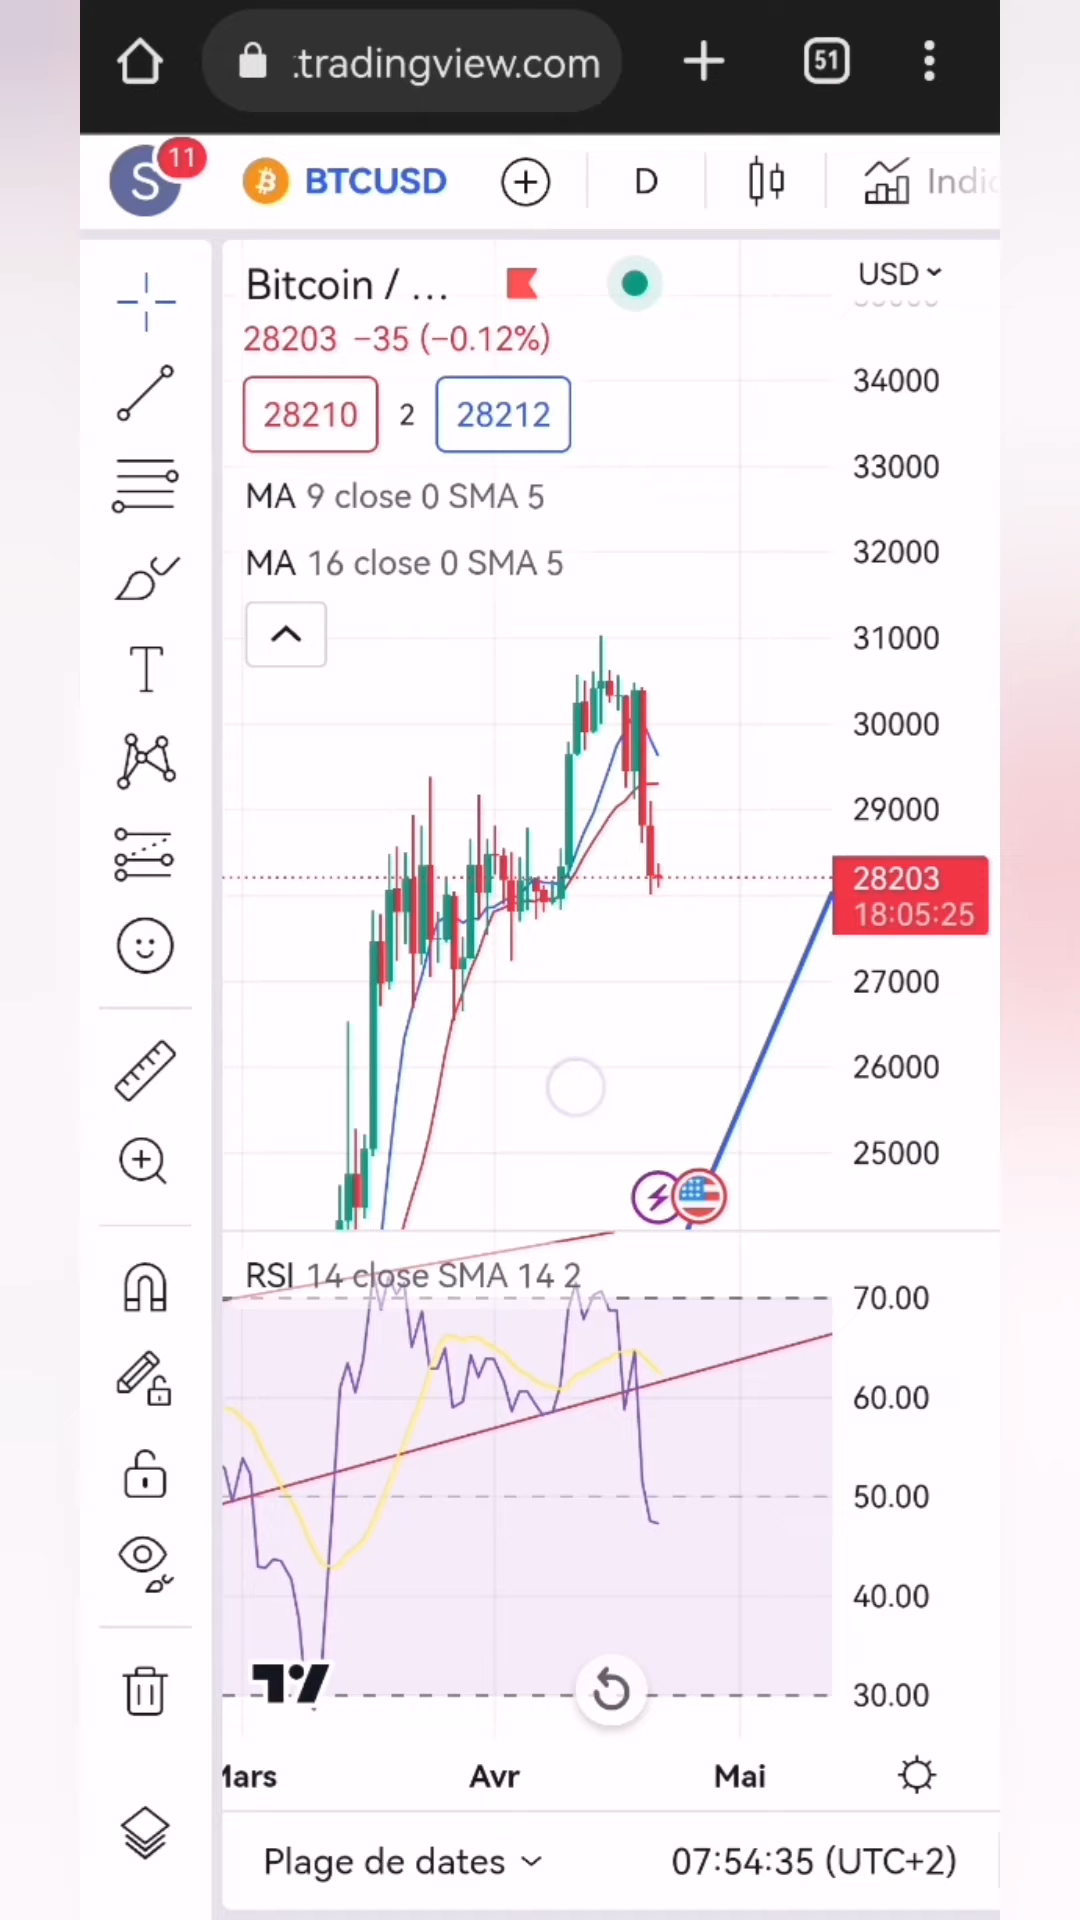 .tradingview.com
51
S
11
BTCUSD
D
Indic
Bitcoin / ...
USD
28203 −35 (−0.12%)
28210 2 28212
MA 9 close 0 SMA 5
MA 16 close 0 SMA 5
34000
33000
32000
31000
30000
29000
28203
18:05:25
27000
26000
25000
RSI 14 close SMA 14 2
70.00
60.00
50.00
40.00
30.00
Mars Avr Mai
Plage de dates
07:54:35 (UTC+2)